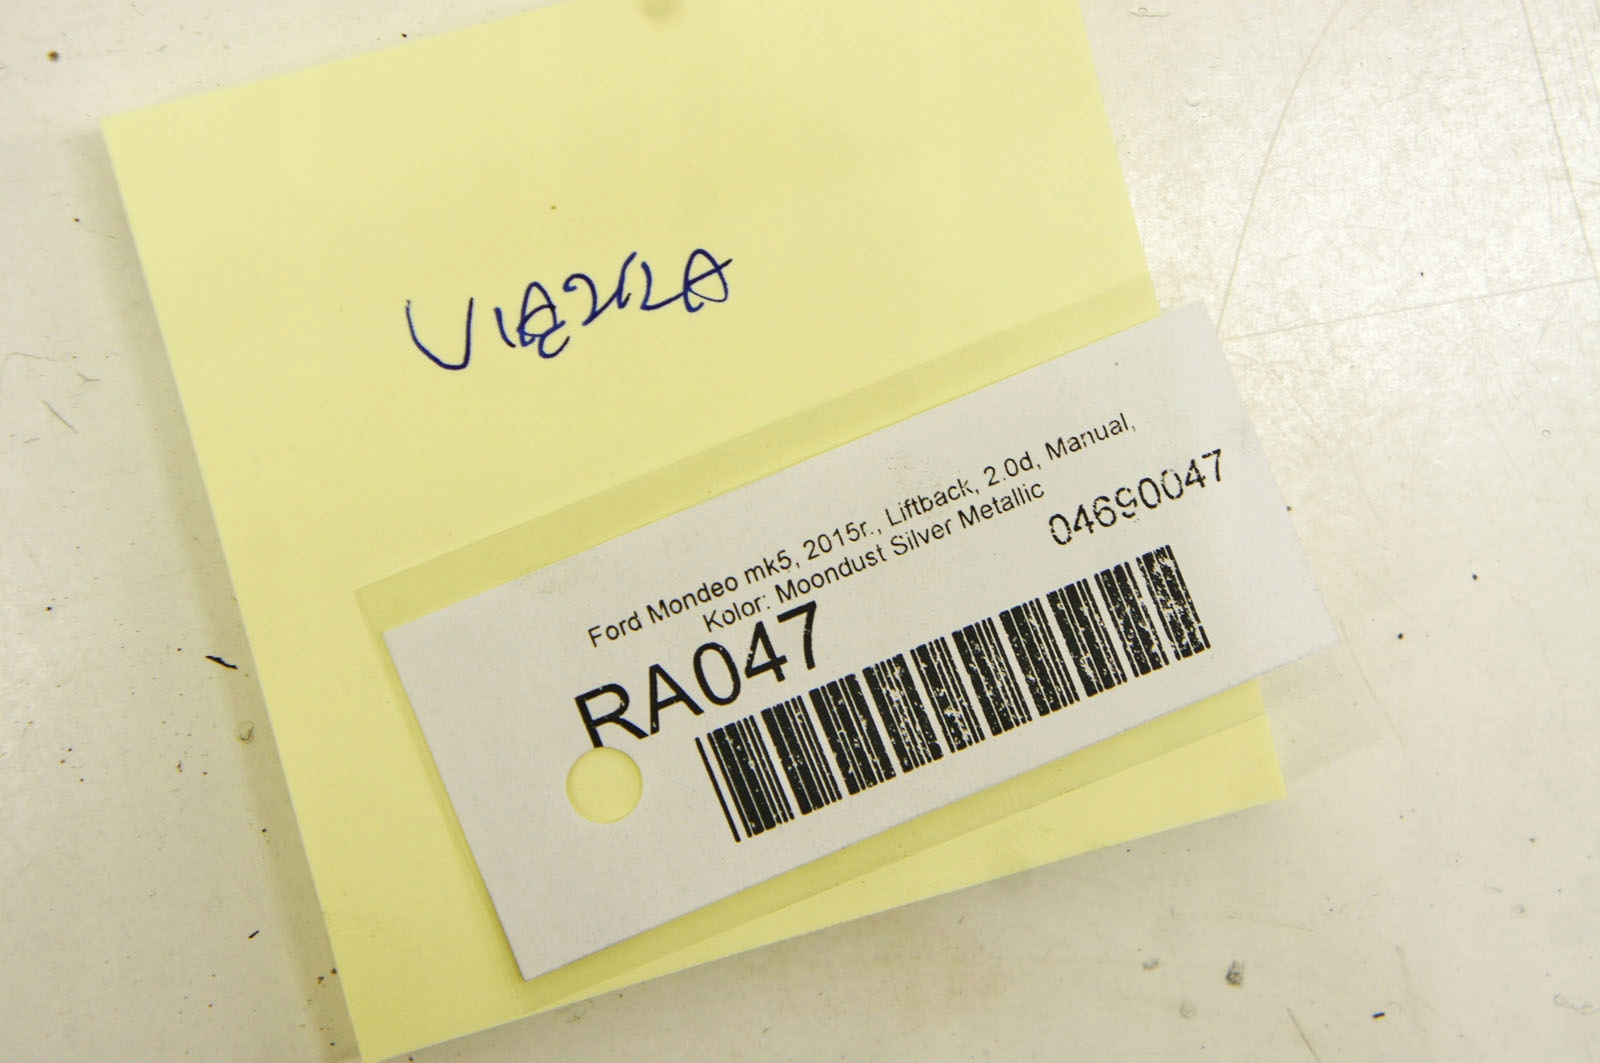 Ford Mondeo mk5, 2015r., Liftback, 2.0d, Manual,
Kolor: Moondust Silver Metallic
RA047
04690047